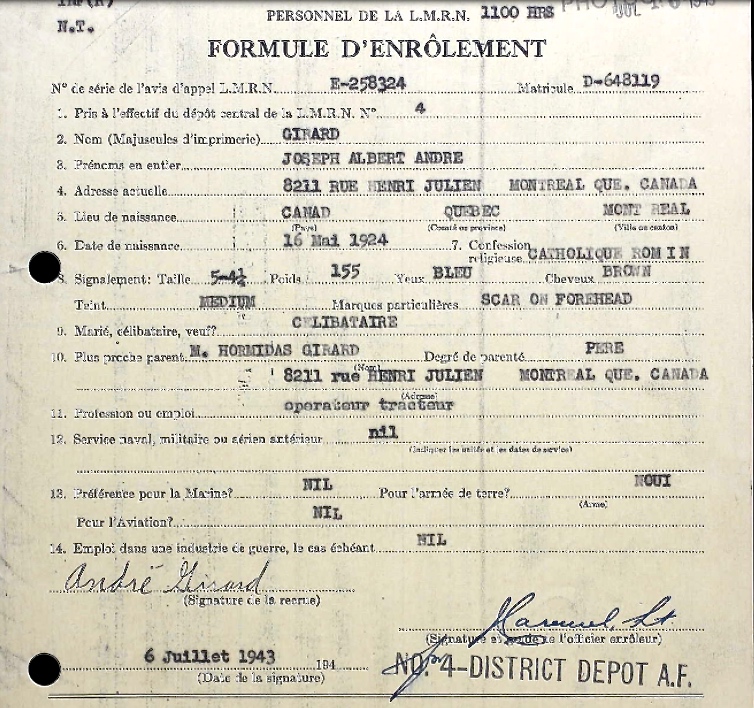 PERSONNEL DE LA L.M.R.N. 1100 HRS
N.T.
FORMULE D'ENRÔLEMENT
N° de série de l'avis d'appel L.M.R.N. E-258324 Matricule D-648119
1. Pris à l'effectif du dépôt central de la L.M.R.N. N° 4
2. Nom (Majuscules d'imprimerie) GIRARD
3. Prénoms en entier JOSEPH ALBERT ANDRE
4. Adresse actuelle 8211 RUE HENRI JULIEN MONTREAL QUE. CANADA
5. Lieu de naissance CANAD QUEBEC MONT REAL
(Pays) (Comté ou province) (Ville ou canton)
6. Date de naissance 16 Mai 1924 7. Confession religieuse CATHOLIQUE ROM I N
8. Signalement: Taille 5-4½ Poids 155 Yeux BLEU Cheveux BROWN
Teint MEDIUM Marques particulières SCAR ON FOREHEAD
9. Marié, célibataire, veuf? CELIBATAIRE
10. Plus proche parent M. HORMIDAS GIRARD Degré de parenté PERE
(Nom)
8211 rue HENRI JULIEN MONTREAL QUE. CANADA
(Adresse)
11. Profession ou emploi operateur tracteur
12. Service naval, militaire ou aérien antérieur nil
(Indiquer les unités et les dates de service)
13. Préférence pour la Marine? NIL Pour l'armée de terre? NOUI
(Arme)
Pour l'Aviation? NIL
14. Emploi dans une industrie de guerre, le cas échéant NIL
André Girard
(Signature de la recrue)
(Signature et grade de l'officier enrôleur)
6 Juillet 1943 194
(Date de la signature)
NO. 4-DISTRICT DEPOT A.F.